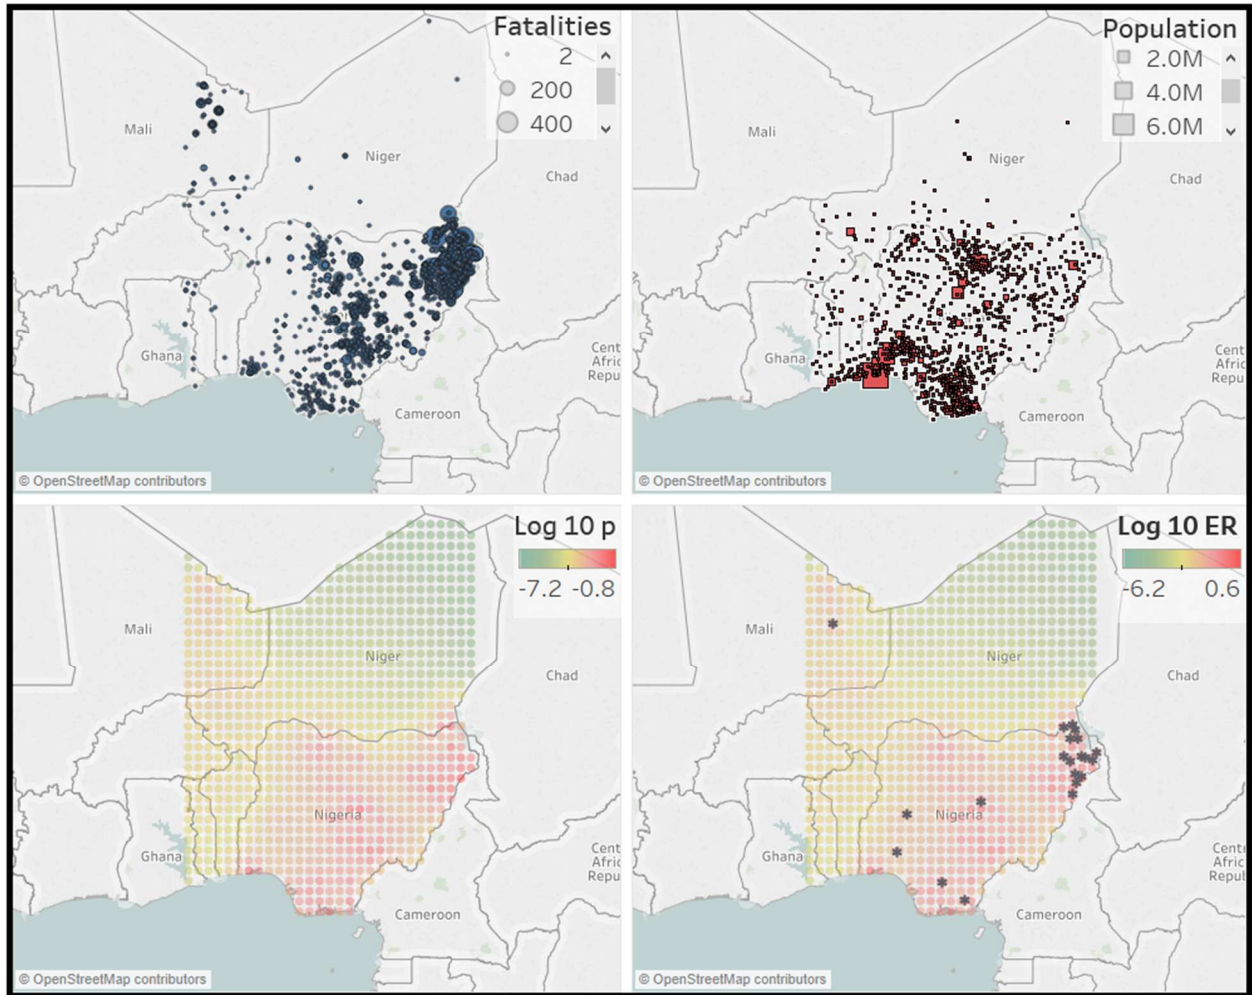 Fatalities
2
200
400
Mali
Niger
Chad
Ghana
Cent
Afric
Repu
Cameroon
© OpenStreetMap contributors
Population
2.0M
4.0M
6.0M
Mali
Niger
Chad
Ghana
Cent
Afric
Repu
Cameroon
© OpenStreetMap contributors
Log 10 p
-7.2 -0.8
Mali
Niger
Chad
Nigeria
Ghana
Cent
Afric
Repu
Cameroon
© OpenStreetMap contributors
Log 10 ER
-6.2 0.6
Mali
Niger
Chad
Nigeria
Ghana
Centr
Afric
Repub
Cameroon
© OpenStreetMap contributors